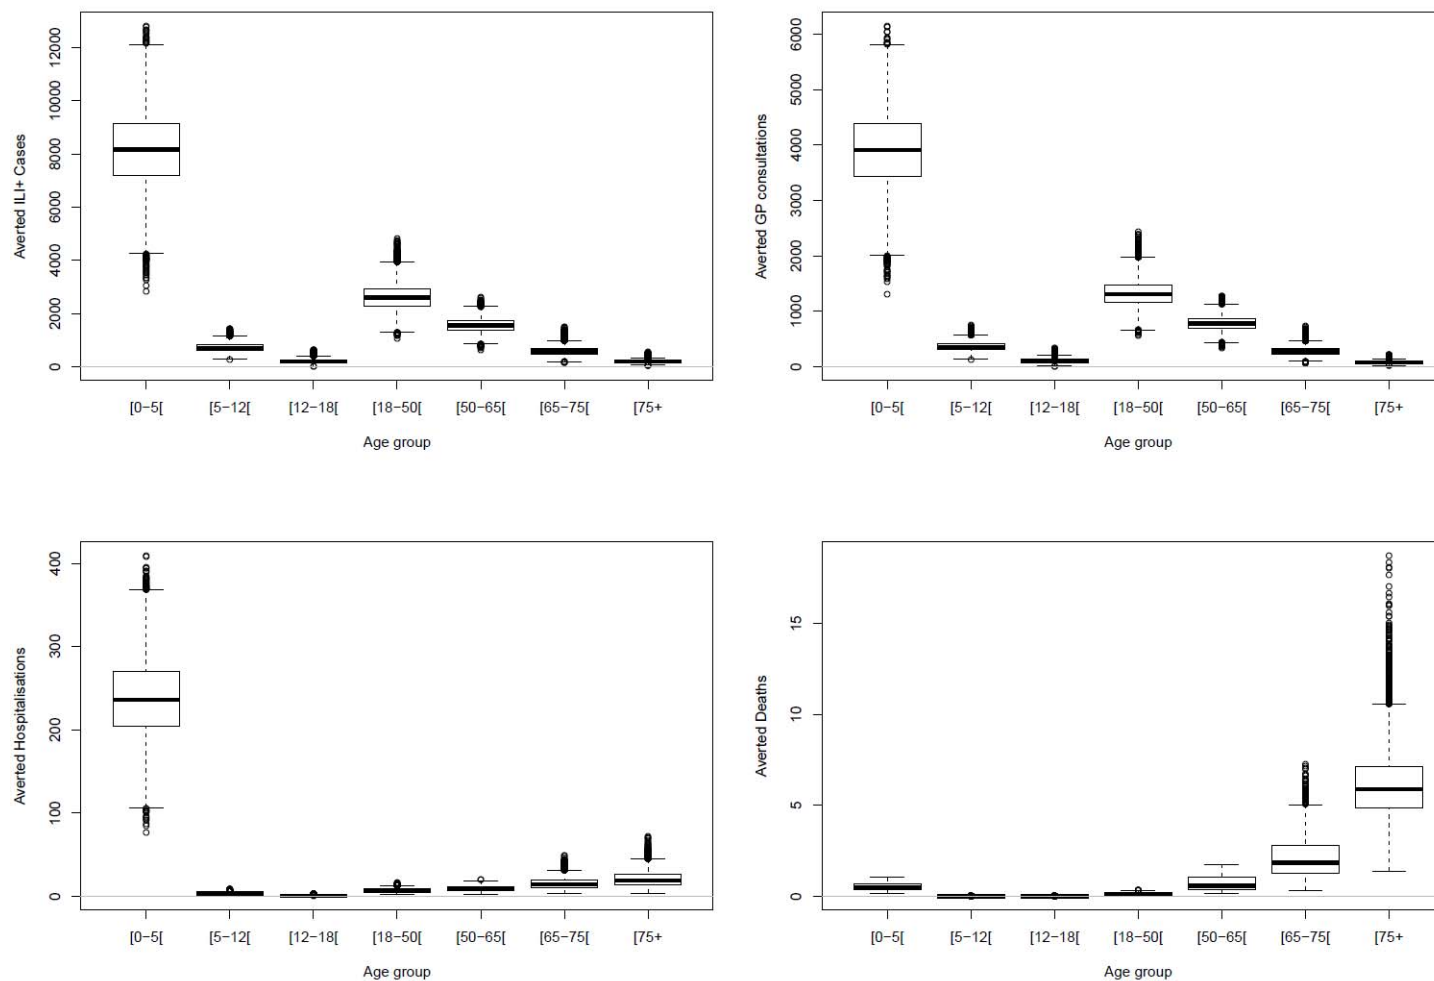 Averted ILI+ Cases
12000
10000
8000
6000
4000
2000
0
[0−5[ [5−12[ [12−18[ [18−50[ [50−65[ [65−75[ [75+
Age group
Averted GP consultations
6000
5000
4000
3000
2000
1000
0
[0−5[ [5−12[ [12−18[ [18−50[ [50−65[ [65−75[ [75+
Age group
Averted Hospitalisations
400
300
200
100
0
[0−5[ [5−12[ [12−18[ [18−50[ [50−65[ [65−75[ [75+
Age group
Averted Deaths
15
10
5
0
[0−5[ [5−12[ [12−18[ [18−50[ [50−65[ [65−75[ [75+
Age group